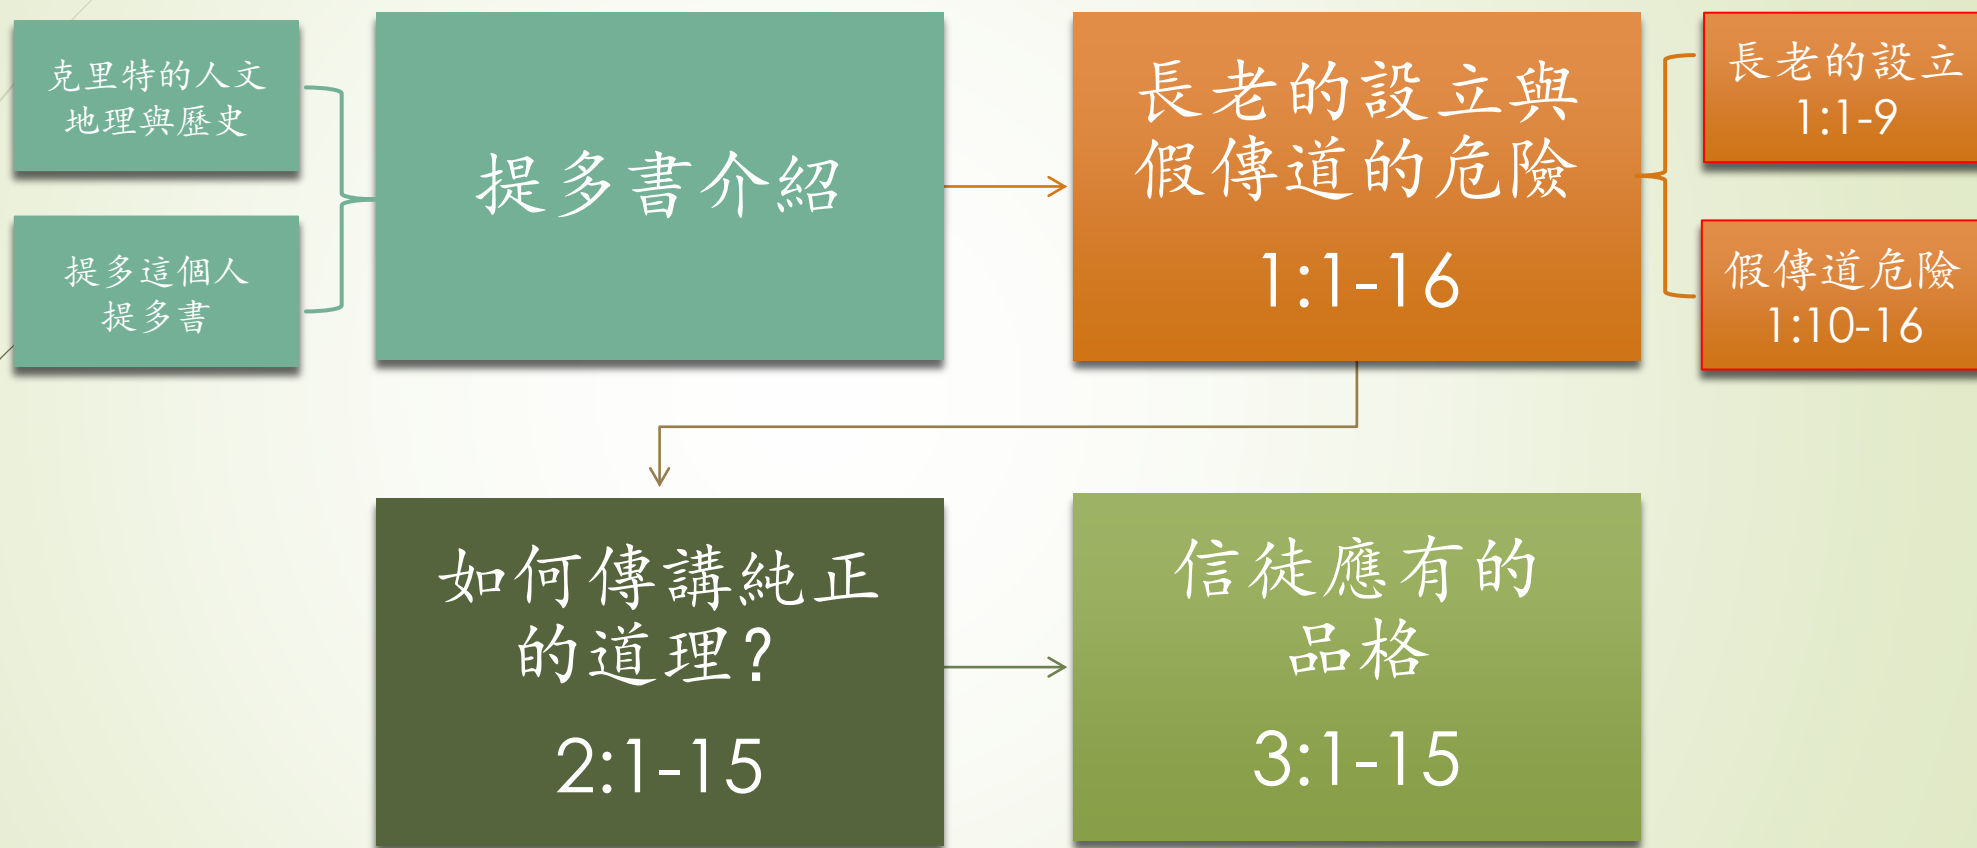 克里特的人文
地理與歷史
提多這個人
提多書
提多書介紹
長老的設立與
假傳道的危險
1:1-16
長老的設立
1:1-9
假傳道危險
1:10-16
如何傳講純正
的道理?
2:1-15
信徒應有的
品格
3:1-15